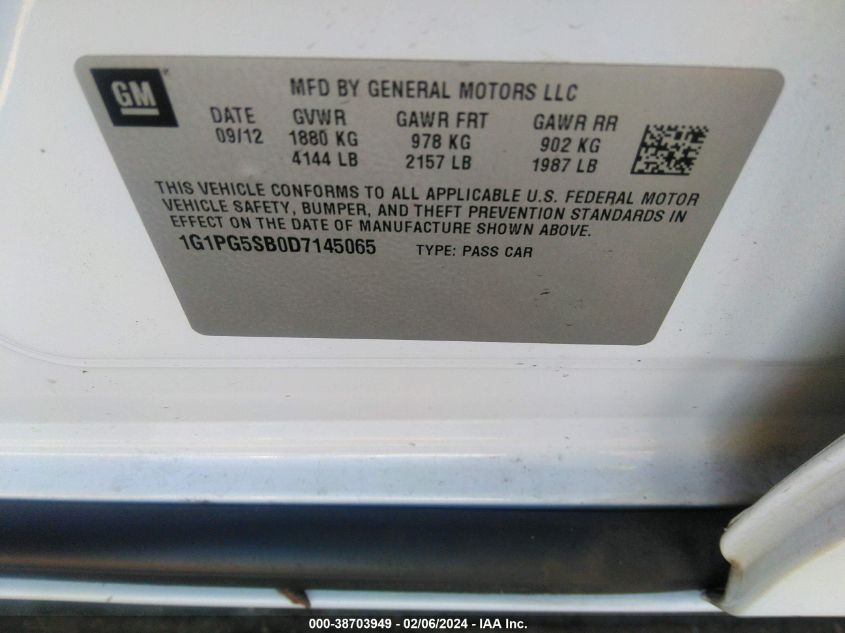 GM
MFD BY GENERAL MOTORS LLC
DATE GVWR GAWR FRT GAWR RR
09/12 1880 KG 978 KG 902 KG
4144 LB 2157 LB 1987 LB
THIS VEHICLE CONFORMS TO ALL APPLICABLE U.S. FEDERAL MOTOR
VEHICLE SAFETY, BUMPER, AND THEFT PREVENTION STANDARDS IN
EFFECT ON THE DATE OF MANUFACTURE SHOWN ABOVE.
1G1PG5SB0D7145065 TYPE: PASS CAR
000-38703949 - 02/06/2024 - IAA Inc.